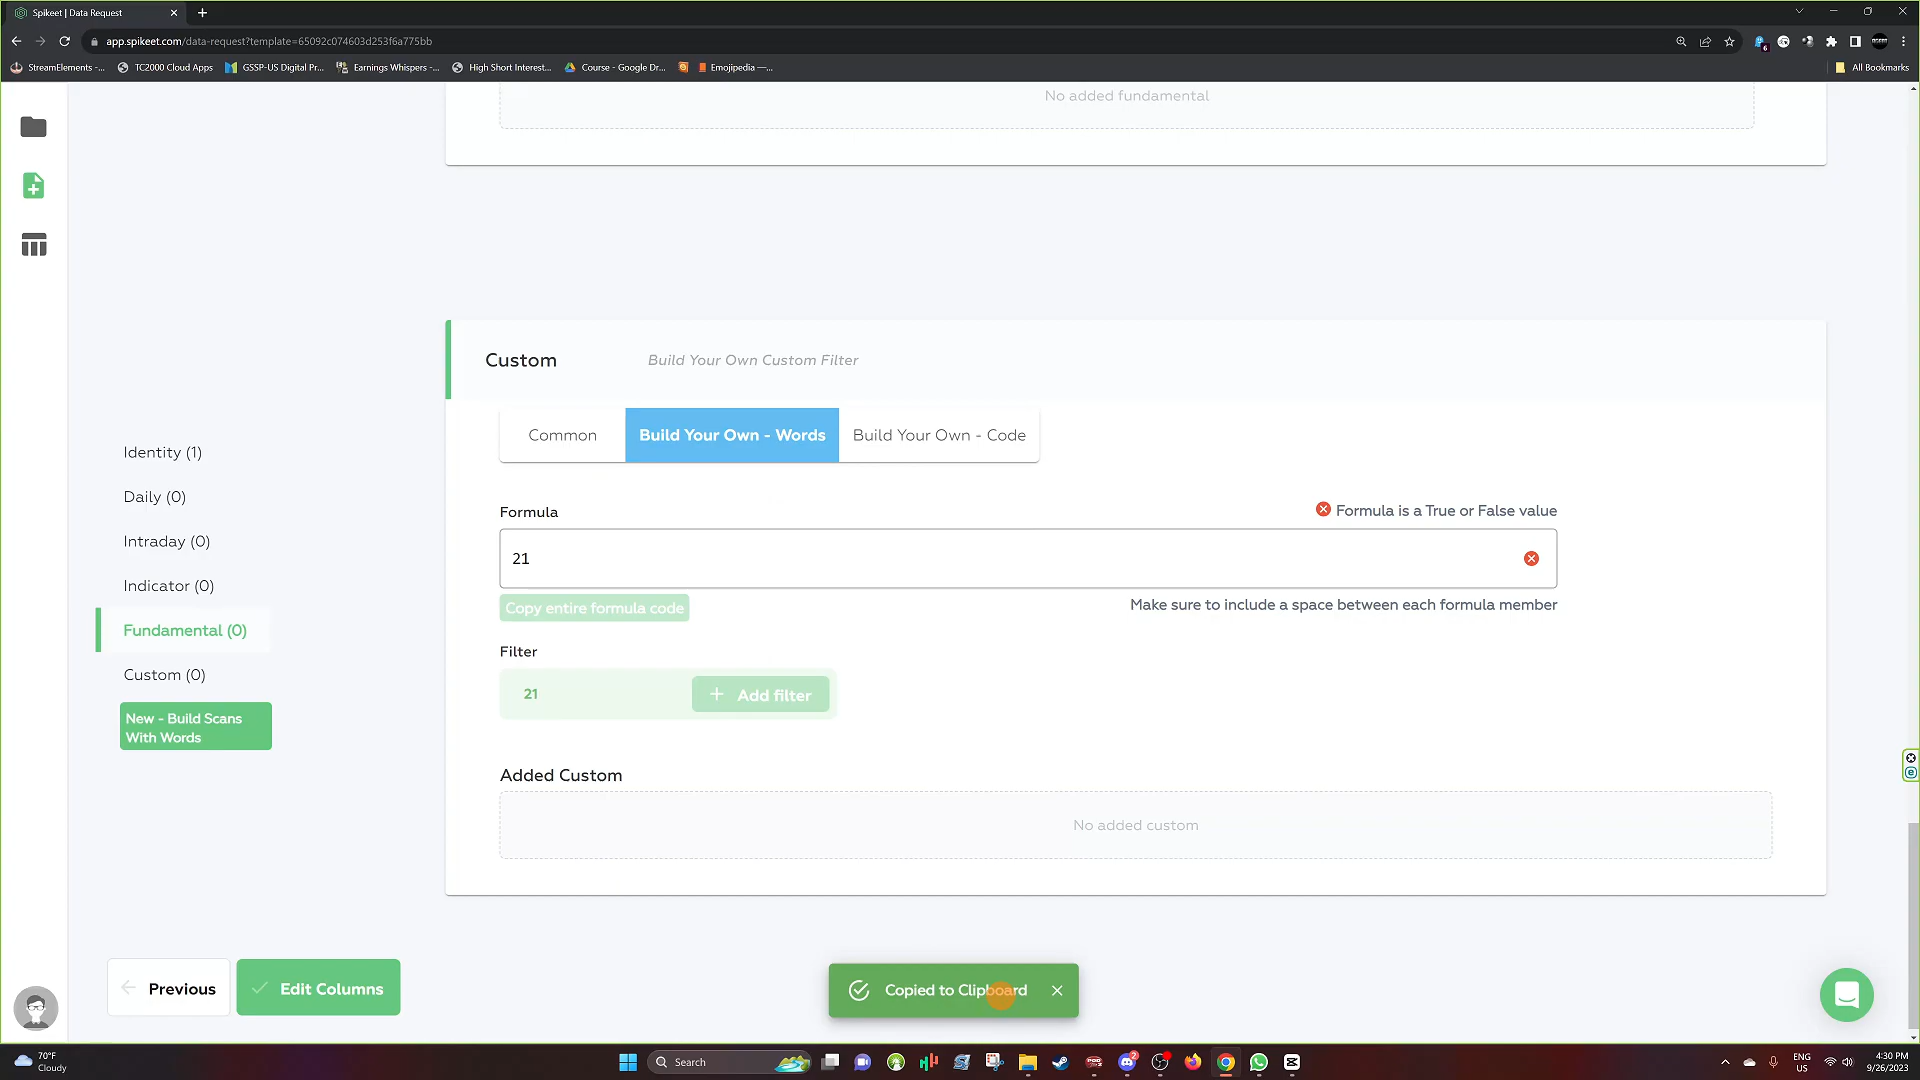 Spikeet | Data Request
app.spikeet.com/data-request?template=65092c074603d253f6a775bb
StreamElements -...
TC2000 Cloud Apps
GSSP-US Digital Pr...
Earnings Whispers -...
High Short Interest...
Course - Google Dr...
Emojipedia —...
All Bookmarks
No added fundamental
Custom
Build Your Own Custom Filter
Common
Build Your Own - Words
Build Your Own - Code
Identity (1)
Daily (0)
Intraday (0)
Indicator (0)
Fundamental (0)
Custom (0)
New - Build Scans
With Words
Formula
Formula is a True or False value
21
Copy entire formula code
Make sure to include a space between each formula member
Filter
21
Add filter
Added Custom
No added custom
Previous
Edit Columns
Copied to Clipboard
70°F
Cloudy
Search
2
ENG
US
4:30 PM
9/26/2023